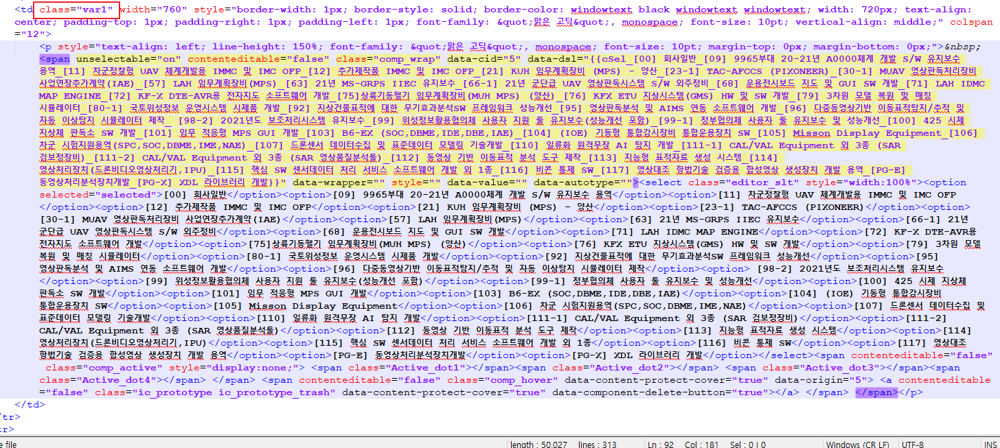 <td class="var1" width="760" style="border-width: 1px; border-style: solid; border-color: windowtext black windowtext windowtext; width: 720px; text-align:
center; padding-top: 1px; padding-right: 1px; padding-left: 1px; font-family: &quot;맑은 고딕&quot;, monospace; font-size: 10pt; vertical-align: middle;" colspan
="12">
<p style="text-align: left; line-height: 150%; font-family: &quot;맑은 고딕&quot;, monospace; font-size: 10pt; margin-top: 0px; margin-bottom: 0px;">&nbsp;
<span unselectable="on" contenteditable="false" class="comp_wrap" data-cid="5" data-dsl="{{cSel_[00] 회사일반_[09] 9965부대 20-21년 A0000체계 개발 S/W 유지보수
용역_[11] 차군정찰형 UAV 체계개발용 IMMC 및 IMC OFP_[12] 추가제작품 IMMC 및 IMC OFP_[21] KUH 임무계획장비 (MPS) - 양산_[23-1] TAC-AFCCS (PIXONEER)_[30-1] MUAV 영상판독처리장비
사업연장추가계약(IAE)_[57] LAH 임무계획장비(MPS)_[63] 21년 MS-GRPS IIEC 유지보수_[66-1] 21년 군단급 UAV 영상판독시스템 S/W 외주정비_[68] 운용전시보드 지도 및 GUI SW 개발_[71] LAH IDMC
MAP ENGINE_[72] KF-X DTE-AVR용 전자지도 소프트웨어 개발_[75]상륙기동헬기 임무계획장비(MUH MPS) (양산)_[76] KFX ETU 지상시스템(GMS) HW 및 SW 개발_[79] 3차원 모델 복원 및 매칭
시뮬레이터_[80-1] 국토위성정보 운영시스템 시제품 개발_[92] 지상건물표적에 대한 무기효과분석SW 프레임워크 성능개선_[95] 영상판독분석 및 AIMS 연동 소프트웨어 개발_[96] 다중동영상기반 이동표적탐지/추적 및
자동 이상탐지 시뮬레이터 제작_ [98-2] 2021년도 보조처리시스템 유지보수_[99] 위성정보활용협의체 사용자 지원 툴 유지보수(성능개선 포함)_[99-1] 정부협의체 사용자 툴 유지보수 및 성능개선_[100] 425 시제
지상체 판독소 SW 개발_[101] 임무 적응형 MPS GUI 개발_[103] B6-EX (SOC,DBME,IDE,DBE,IAE)_[104] (IOE) 기동형 통합감시장비 통합운용장치 SW_[105] Misson Display Equipment_[106]
차군 시험지원용역(SPC,SOC,DBME,IME,NAE)_[107] 드론센서 데이터수집 및 표준데이터 모델링 기술개발_[110] 일류화 원격무장 AI 탐지 개발_[111-1] CAL/VAL Equipment 외 3종 (SAR
검보정장비)_[111-2] CAL/VAL Equipment 외 3종 (SAR 영상품질분석툴)_[112] 동영상 기반 이동표적 분석 도구 제작_[113] 지능형 표적자료 생성 시스템_[114]
영상처리장치(드론비디오영상처리기,IPU)_[115] 핵심 SW 센서데이터 처리 서비스 소프트웨어 개발 외 1종_[116] 비콘 통제 SW_[117] 영상대조 항법기술 검증용 합성영상 생성장치 개발 용역_[PG-E]
동영상처리분석장치개발_[PG-X] XDL 라이브러리 개발}}" data-wrapper="" style="" data-value="" data-autotype=""><select class="editor_slt" style="width:100%"><option
selected="selected">[00] 회사일반</option><option>[09] 9965부대 20-21년 A0000체계 개발 S/W 유지보수 용역</option><option>[11] 차군정찰형 UAV 체계개발용 IMMC 및 IMC OFP
</option><option>[12] 추가제작품 IMMC 및 IMC OFP</option><option>[21] KUH 임무계획장비 (MPS) - 양산</option><option>[23-1] TAC-AFCCS (PIXONEER)</option><option>
[30-1] MUAV 영상판독처리장비 사업연장추가계약(IAE)</option><option>[57] LAH 임무계획장비(MPS)</option><option>[63] 21년 MS-GRPS IIEC 유지보수</option><option>[66-1] 21년
군단급 UAV 영상판독시스템 S/W 외주정비</option><option>[68] 운용전시보드 지도 및 GUI SW 개발</option><option>[71] LAH IDMC MAP ENGINE</option><option>[72] KF-X DTE-AVR용
전자지도 소프트웨어 개발</option><option>[75]상륙기동헬기 임무계획장비(MUH MPS) (양산)</option><option>[76] KFX ETU 지상시스템(GMS) HW 및 SW 개발</option><option>[79] 3차원 모델
복원 및 매칭 시뮬레이터</option><option>[80-1] 국토위성정보 운영시스템 시제품 개발</option><option>[92] 지상건물표적에 대한 무기효과분석SW 프레임워크 성능개선</option><option>[95]
영상판독분석 및 AIMS 연동 소프트웨어 개발</option><option>[96] 다중동영상기반 이동표적탐지/추적 및 자동 이상탐지 시뮬레이터 제작</option><option> [98-2] 2021년도 보조처리시스템 유지보수
</option><option>[99] 위성정보활용협의체 사용자 지원 툴 유지보수(성능개선 포함)</option><option>[99-1] 정부협의체 사용자 툴 유지보수 및 성능개선</option><option>[100] 425 시제 지상체
판독소 SW 개발</option><option>[101] 임무 적응형 MPS GUI 개발</option><option>[103] B6-EX (SOC,DBME,IDE,DBE,IAE)</option><option>[104] (IOE) 기동형 통합감시장비
통합운용장치 SW</option><option>[105] Misson Display Equipment</option><option>[106] 차군 시험지원용역(SPC,SOC,DBME,IME,NAE)</option><option>[107] 드론센서 데이터수집 및
표준데이터 모델링 기술개발</option><option>[110] 일류화 원격무장 AI 탐지 개발</option><option>[111-1] CAL/VAL Equipment 외 3종 (SAR 검보정장비)</option><option>[111-2]
CAL/VAL Equipment 외 3종 (SAR 영상품질분석툴)</option><option>[112] 동영상 기반 이동표적 분석 도구 제작</option><option>[113] 지능형 표적자료 생성 시스템</option><option>[114]
영상처리장치(드론비디오영상처리기,IPU)</option><option>[115] 핵심 SW 센서데이터 처리 서비스 소프트웨어 개발 외 1종</option><option>[116] 비콘 통제 SW</option><option>[117] 영상대조
항법기술 검증용 합성영상 생성장치 개발 용역</option><option>[PG-E] 동영상처리분석장치개발</option><option>[PG-X] XDL 라이브러리 개발</option></select><span contenteditable="false"
class="comp_active" style="display:none;"> <span class="Active_dot1"></span><span class="Active_dot2"></span> <span class="Active_dot3"></span><span
class="Active_dot4"></span> </span> <span contenteditable="false" class="comp_hover" data-content-protect-cover="true" data-origin="5"> <a contenteditable
="false" class="ic_prototype ic_prototype_trash" data-content-protect-cover="true" data-component-delete-button="true"></a> </span> </span></p>
</td>
/tr>
r>
e file length : 50,027 lines : 313 Ln : 92 Col : 181 Sel : 0 | 0 Windows (CR LF) UTF-8 INS